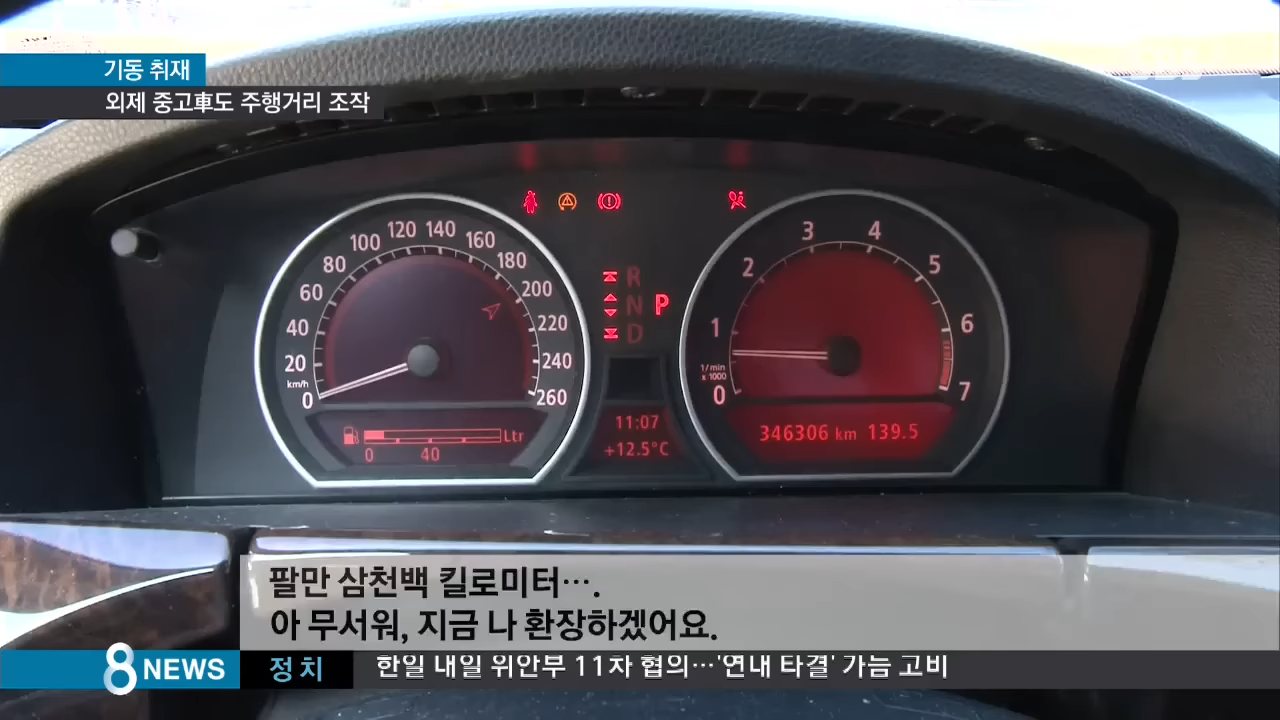 기동 취재
외제 중고車도 주행거리 조작
0 20 40 60 80 100 120 140 160 180 200 220 240 260
km/h
0 40 Ltr
R
N P
D
11:07
+12.5°C
0 1 2 3 4 5 6 7
1/min
x 1000
346306 km 139.5
팔만 삼천백 킬로미터….
아 무서워, 지금 나 환장하겠어요.
8 NEWS 정치 한일 내일 위안부 11차 협의…'연내 타결' 가늠 고비